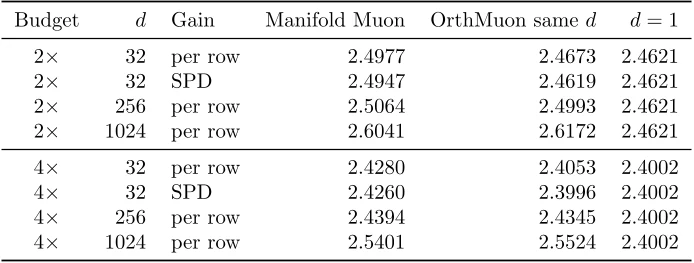 Budget d Gain Manifold Muon OrthMuon same d d = 1
2× 32 per row 2.4977 2.4673 2.4621
2× 32 SPD 2.4947 2.4619 2.4621
2× 256 per row 2.5064 2.4993 2.4621
2× 1024 per row 2.6041 2.6172 2.4621
4× 32 per row 2.4280 2.4053 2.4002
4× 32 SPD 2.4260 2.3996 2.4002
4× 256 per row 2.4394 2.4345 2.4002
4× 1024 per row 2.5401 2.5524 2.4002